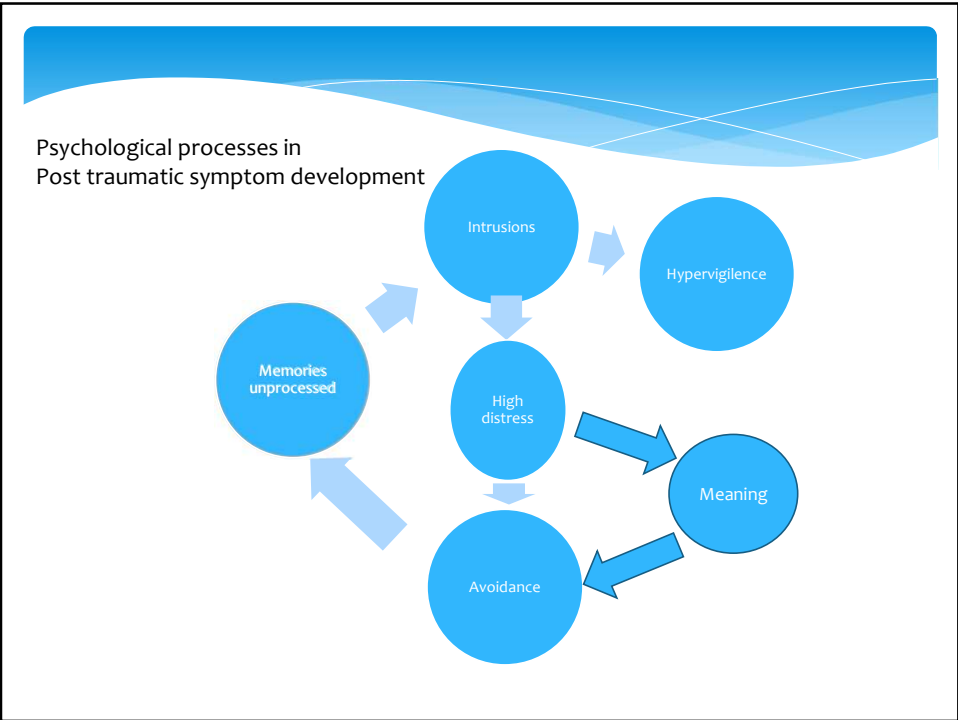 Psychological processes in
Post traumatic symptom development
Intrusions
Hypervigilence
Memories
unprocessed
High
distress
Meaning
Avoidance